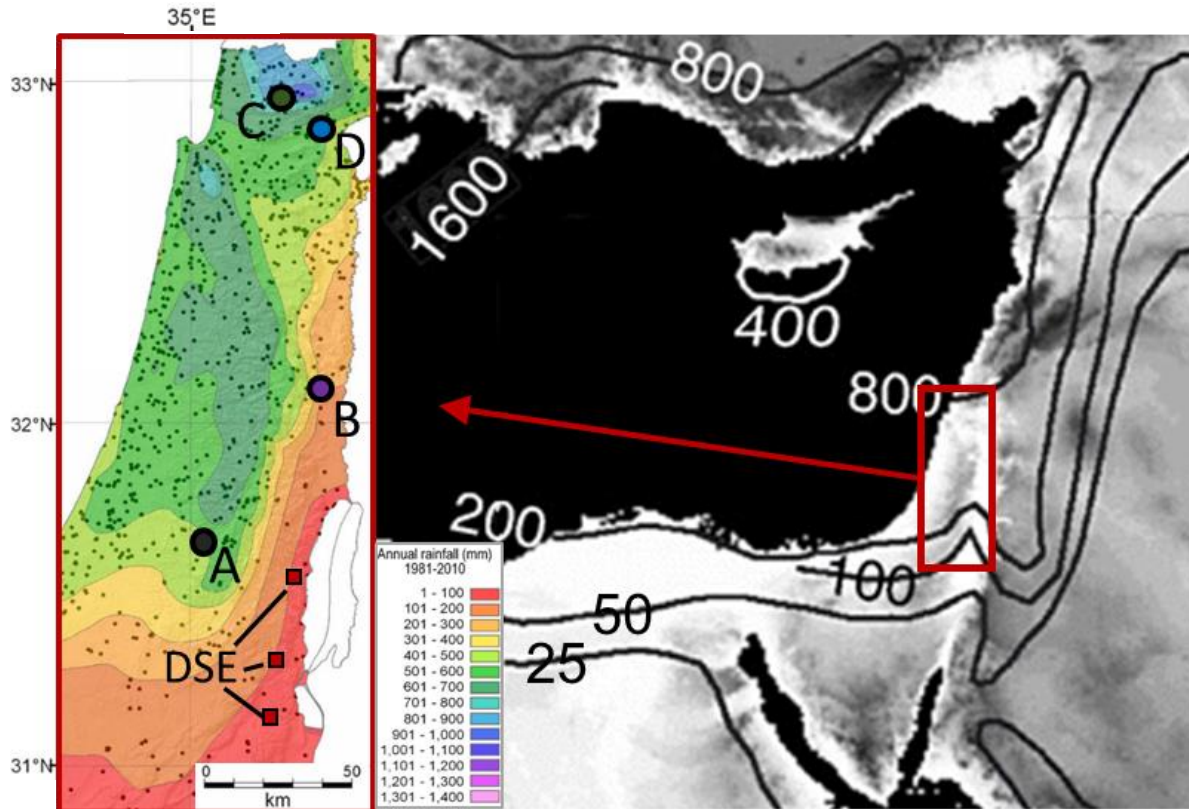 35°E
33°N
32°N
31°N
C
D
B
A
DSE
0 50
km
800
1600
400
800
200
100
50
25
Annual rainfall (mm)
1981-2010
1 - 100
101 - 200
201 - 300
301 - 400
401 - 500
501 - 600
601 - 700
701 - 800
801 - 900
901 - 1,000
1,001 - 1,100
1,101 - 1,200
1,201 - 1,300
1,301 - 1,400